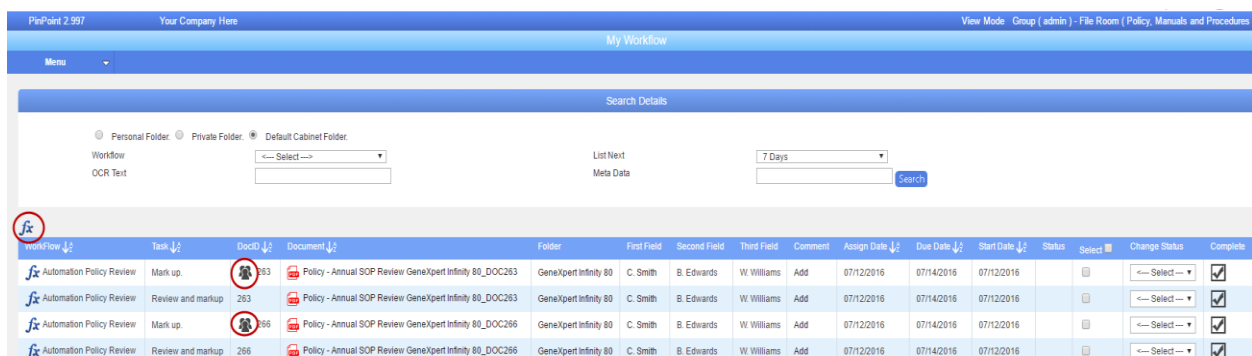 PinPoint 2.997 Your Company Here View Mode Group ( admin ) - File Room ( Policy, Manuals and Procedures
My Workflow
Menu
Search Details
Personal Folder. Private Folder. Default Cabinet Folder.
Workflow <--- Select ---> List Next 7 Days
OCR Text Meta Data Search
fx
WorkFlow Task DocID Document Folder First Field Second Field Third Field Comment Assign Date Due Date Start Date Status Select Change Status Complete
fx Automation Policy Review Mark up. 263 Policy - Annual SOP Review GeneXpert Infinity 80_DOC263 GeneXpert Infinity 80 C. Smith B. Edwards W. Williams Add 07/12/2016 07/14/2016 07/12/2016 <--- Select ---
fx Automation Policy Review Review and markup 263 Policy - Annual SOP Review GeneXpert Infinity 80_DOC263 GeneXpert Infinity 80 C. Smith B. Edwards W. Williams Add 07/12/2016 07/14/2016 07/12/2016 <--- Select ---
fx Automation Policy Review Mark up. 266 Policy - Annual SOP Review GeneXpert Infinity 80_DOC266 GeneXpert Infinity 80 C. Smith B. Edwards W. Williams Add 07/12/2016 07/14/2016 07/12/2016 <--- Select ---
fx Automation Policy Review Review and markup 266 Policy - Annual SOP Review GeneXpert Infinity 80_DOC266 GeneXpert Infinity 80 C. Smith B. Edwards W. Williams Add 07/12/2016 07/14/2016 07/12/2016 <--- Select ---